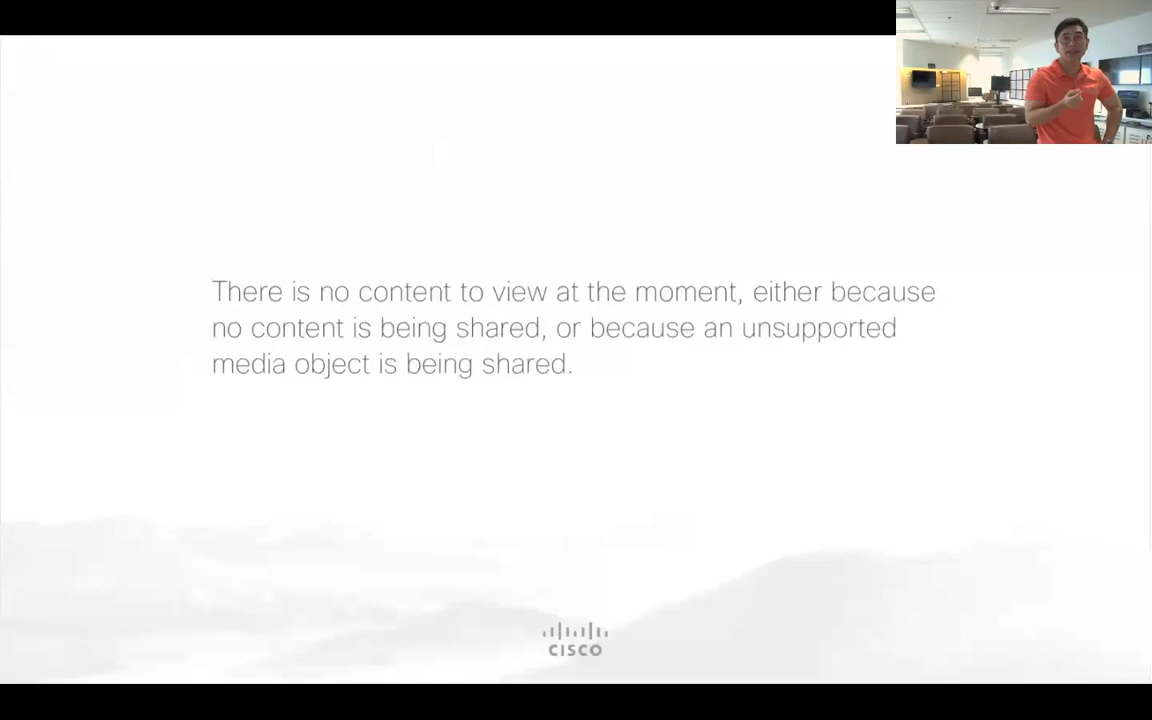 There is no content to view at the moment, either because
no content is being shared, or because an unsupported
media object is being shared.
CISCO